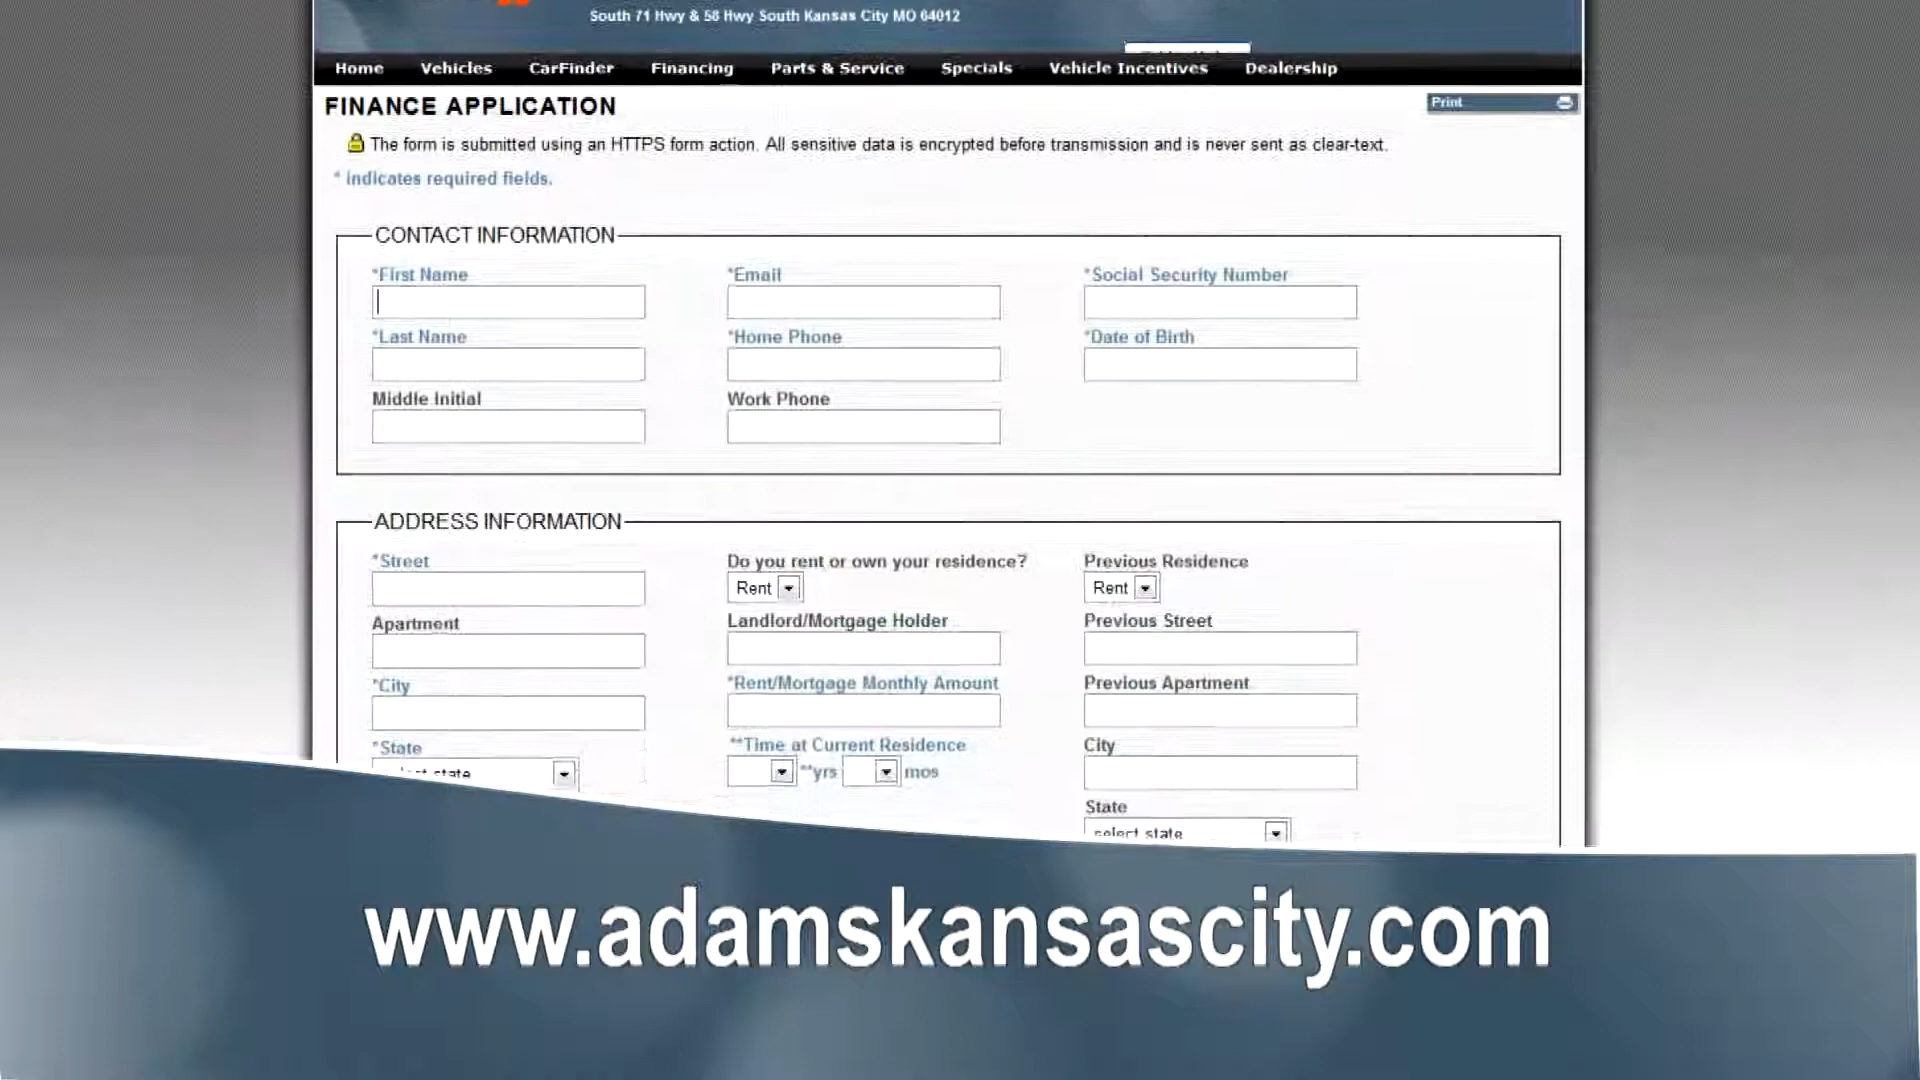 South 71 Hwy & 58 Hwy South Kansas City MO 64012
Home Vehicles CarFinder Financing Parts & Service Specials Vehicle Incentives Dealership
FINANCE APPLICATION
Print
The form is submitted using an HTTPS form action. All sensitive data is encrypted before transmission and is never sent as clear-text.
* indicates required fields.
CONTACT INFORMATION
*First Name *Email *Social Security Number
*Last Name *Home Phone *Date of Birth
Middle Initial Work Phone
ADDRESS INFORMATION
*Street Do you rent or own your residence? Previous Residence
Rent Rent
Apartment Landlord/Mortgage Holder Previous Street
*City *Rent/Mortgage Monthly Amount Previous Apartment
*State **Time at Current Residence City
select state **yrs mos
State
select state
www.adamskansascity.com